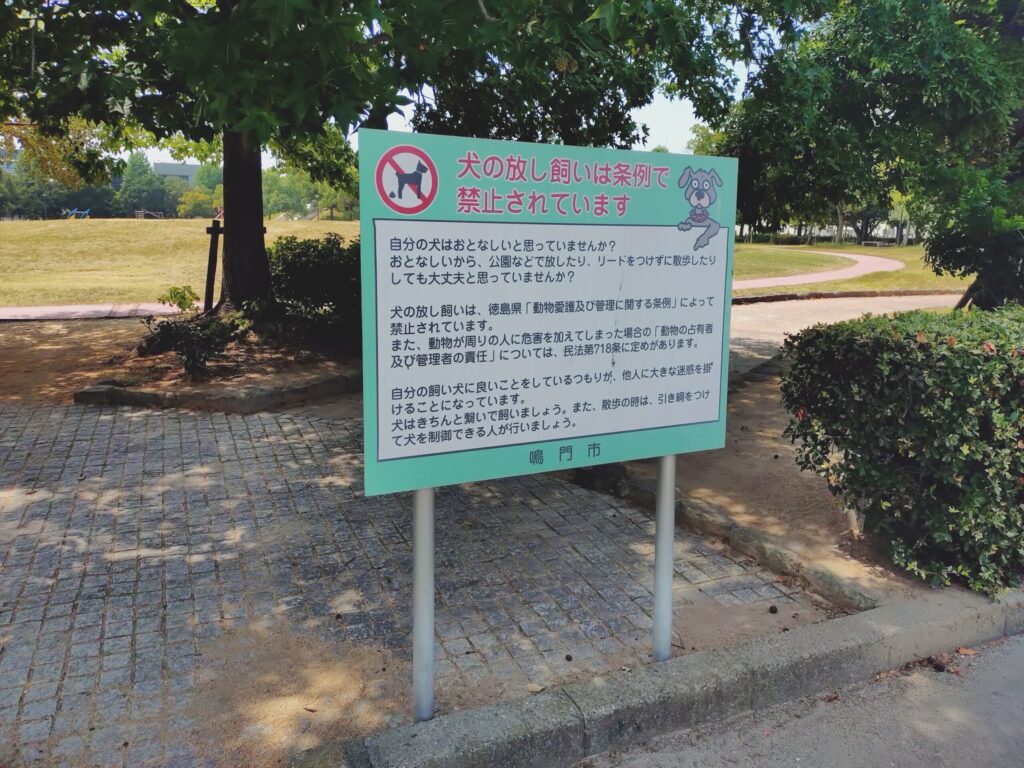 犬の放し飼いは条例で
禁止されています
自分の犬はおとなしいと思っていませんか？
おとなしいから、公園などで放したり、リードをつけずに散歩したり
しても大丈夫と思っていませんか？
犬の放し飼いは、徳島県「動物愛護及び管理に関する条例」によって
禁止されています。
また、動物が周りの人に危害を加えてしまった場合の「動物の占有者
及び管理者の責任」については、民法第718条に定めがあります。
自分の飼い犬に良いことをしているつもりが、他人に大きな迷惑を掛
けることになっています。
犬はきちんと繋いで飼いましょう。また、散歩の時は、引き綱をつけ
て犬を制御できる人が行いましょう。
鳴門市